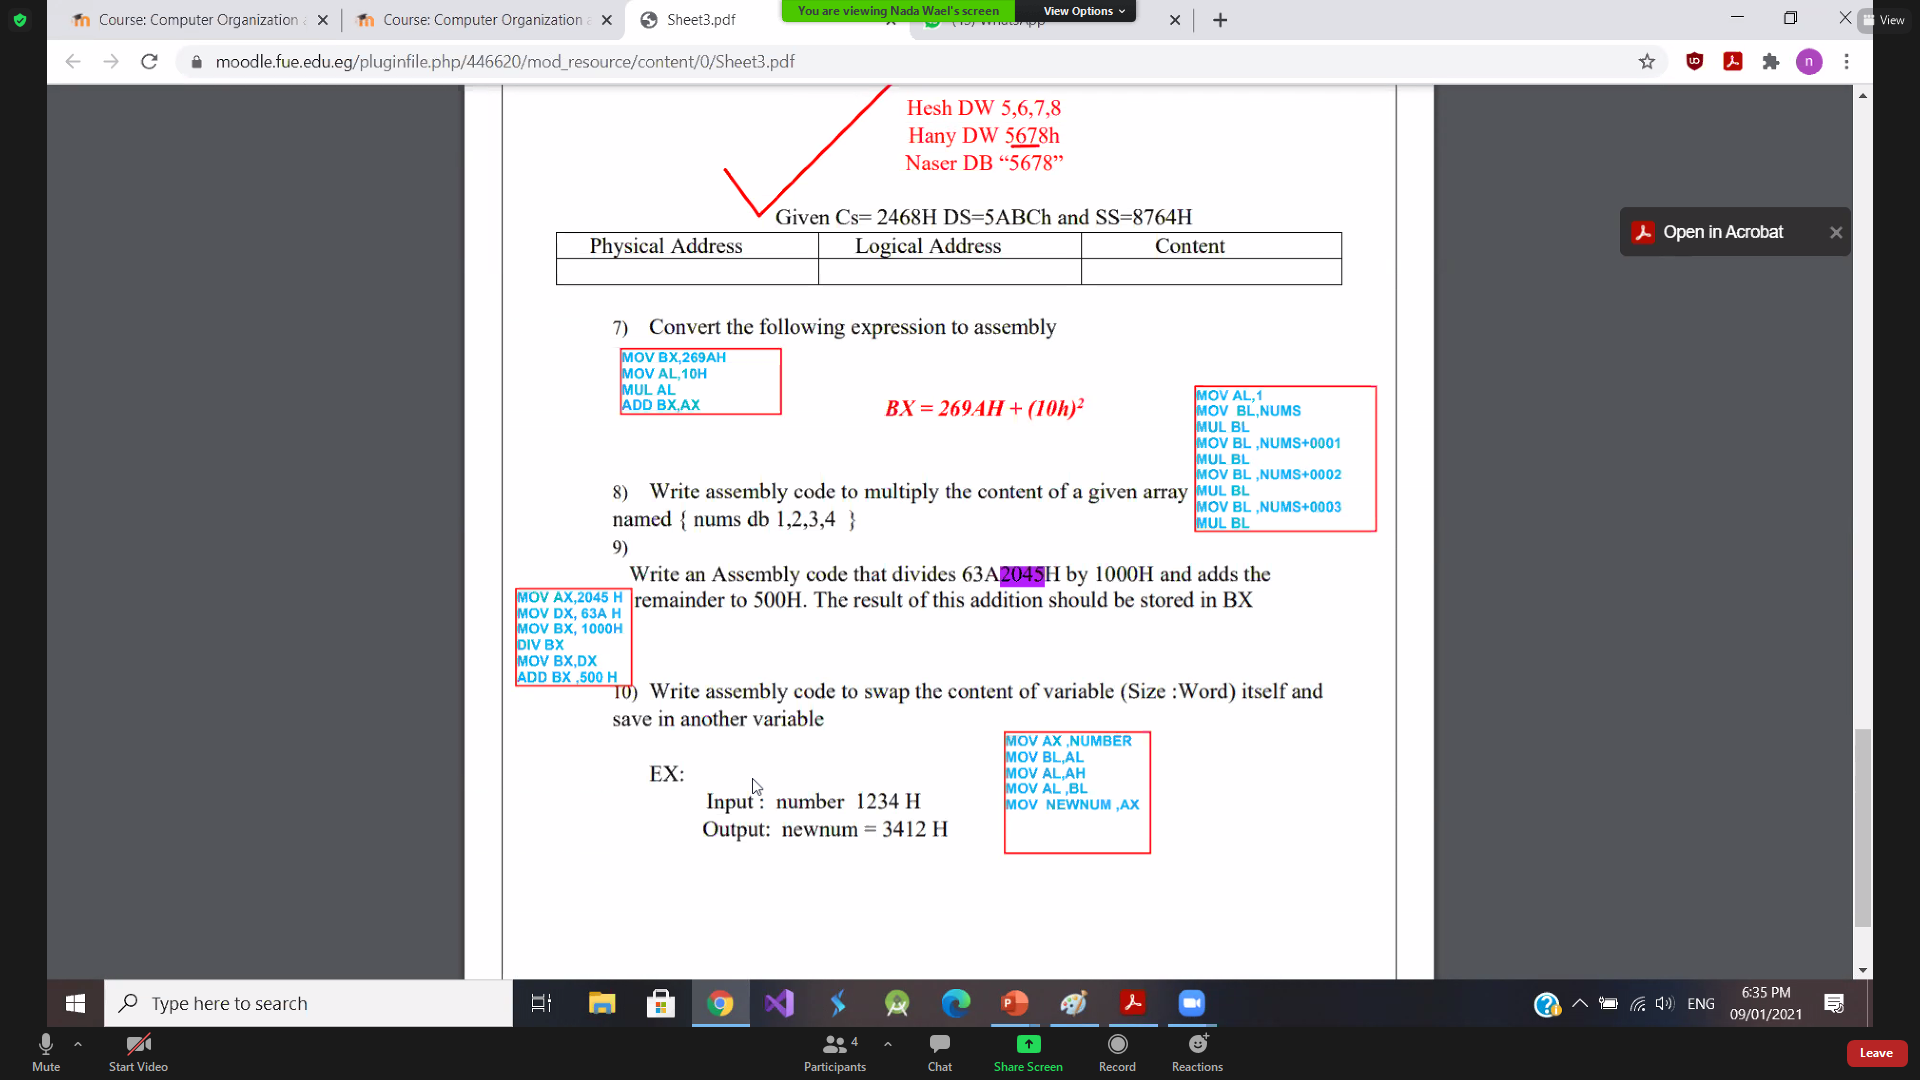 Course: Computer Organization
Course: Computer Organization
Sheet3.pdf
You are viewing Nada Wael's screen
View Options
WhatsApp
View
moodle.fue.edu.eg/pluginfile.php/446620/mod_resource/content/0/Sheet3.pdf
n
Open in Acrobat
Hesh DW 5,6,7,8
Hany DW 5678h
Naser DB “5678”
Given Cs= 2468H DS=5ABCh and SS=8764H
Physical Address Logical Address Content
7) Convert the following expression to assembly
MOV BX,269AH
MOV AL,10H
MUL AL
ADD BX,AX
BX = 269AH + (10h)²
MOV AL,1
MOV BL,NUMS
MUL BL
MOV BL ,NUMS+0001
MUL BL
MOV BL ,NUMS+0002
MUL BL
MOV BL ,NUMS+0003
MUL BL
8) Write assembly code to multiply the content of a given array
named { nums db 1,2,3,4 }
9)
Write an Assembly code that divides 63A2045H by 1000H and adds the
remainder to 500H. The result of this addition should be stored in BX
MOV AX,2045 H
MOV DX, 63A H
MOV BX, 1000H
DIV BX
MOV BX,DX
ADD BX ,500 H
10) Write assembly code to swap the content of variable (Size :Word) itself and
save in another variable
EX:
Input : number 1234 H
Output: newnum = 3412 H
MOV AX ,NUMBER
MOV BL,AL
MOV AL,AH
MOV AL ,BL
MOV NEWNUM ,AX
Type here to search
ENG
6:35 PM
09/01/2021
Mute
Start Video
4
Participants
Chat
Share Screen
Record
Reactions
Leave